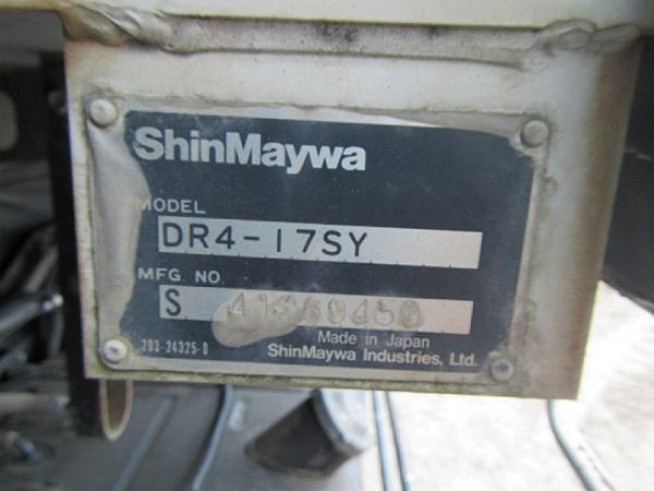 ShinMaywa
MODEL
DR4-17SY
MFG. NO.
S
Made in Japan
203-24325-0
ShinMaywa Industries, Ltd.